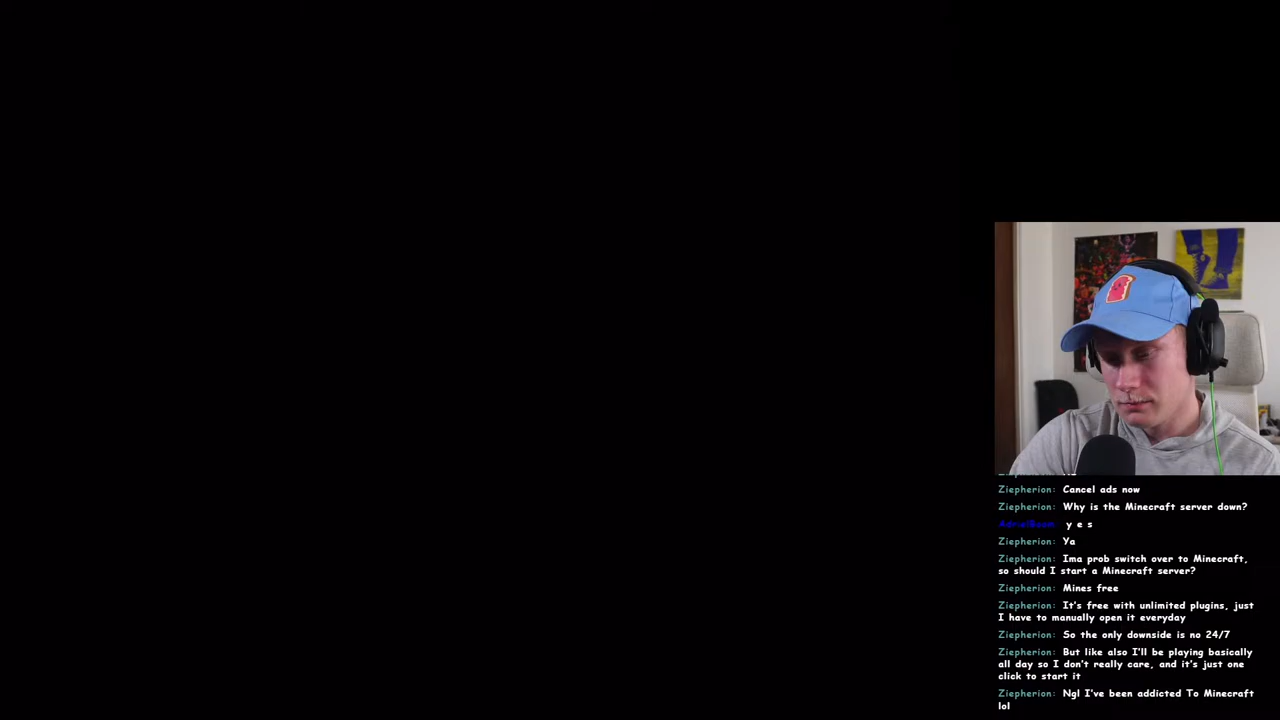 Ziepherion: Cancel ads now
Ziepherion: Why is the Minecraft server down?
y e s
Ziepherion: Ya
Ziepherion: Ima prob switch over to Minecraft,
so should I start a Minecraft server?
Ziepherion: Mines free
Ziepherion: It's free with unlimited plugins, just
I have to manually open it everyday
Ziepherion: So the only downside is no 24/7
Ziepherion: But like also I'll be playing basically
all day so I don't really care, and it's just one
click to start it
Ziepherion: Ngl I've been addicted To Minecraft
lol